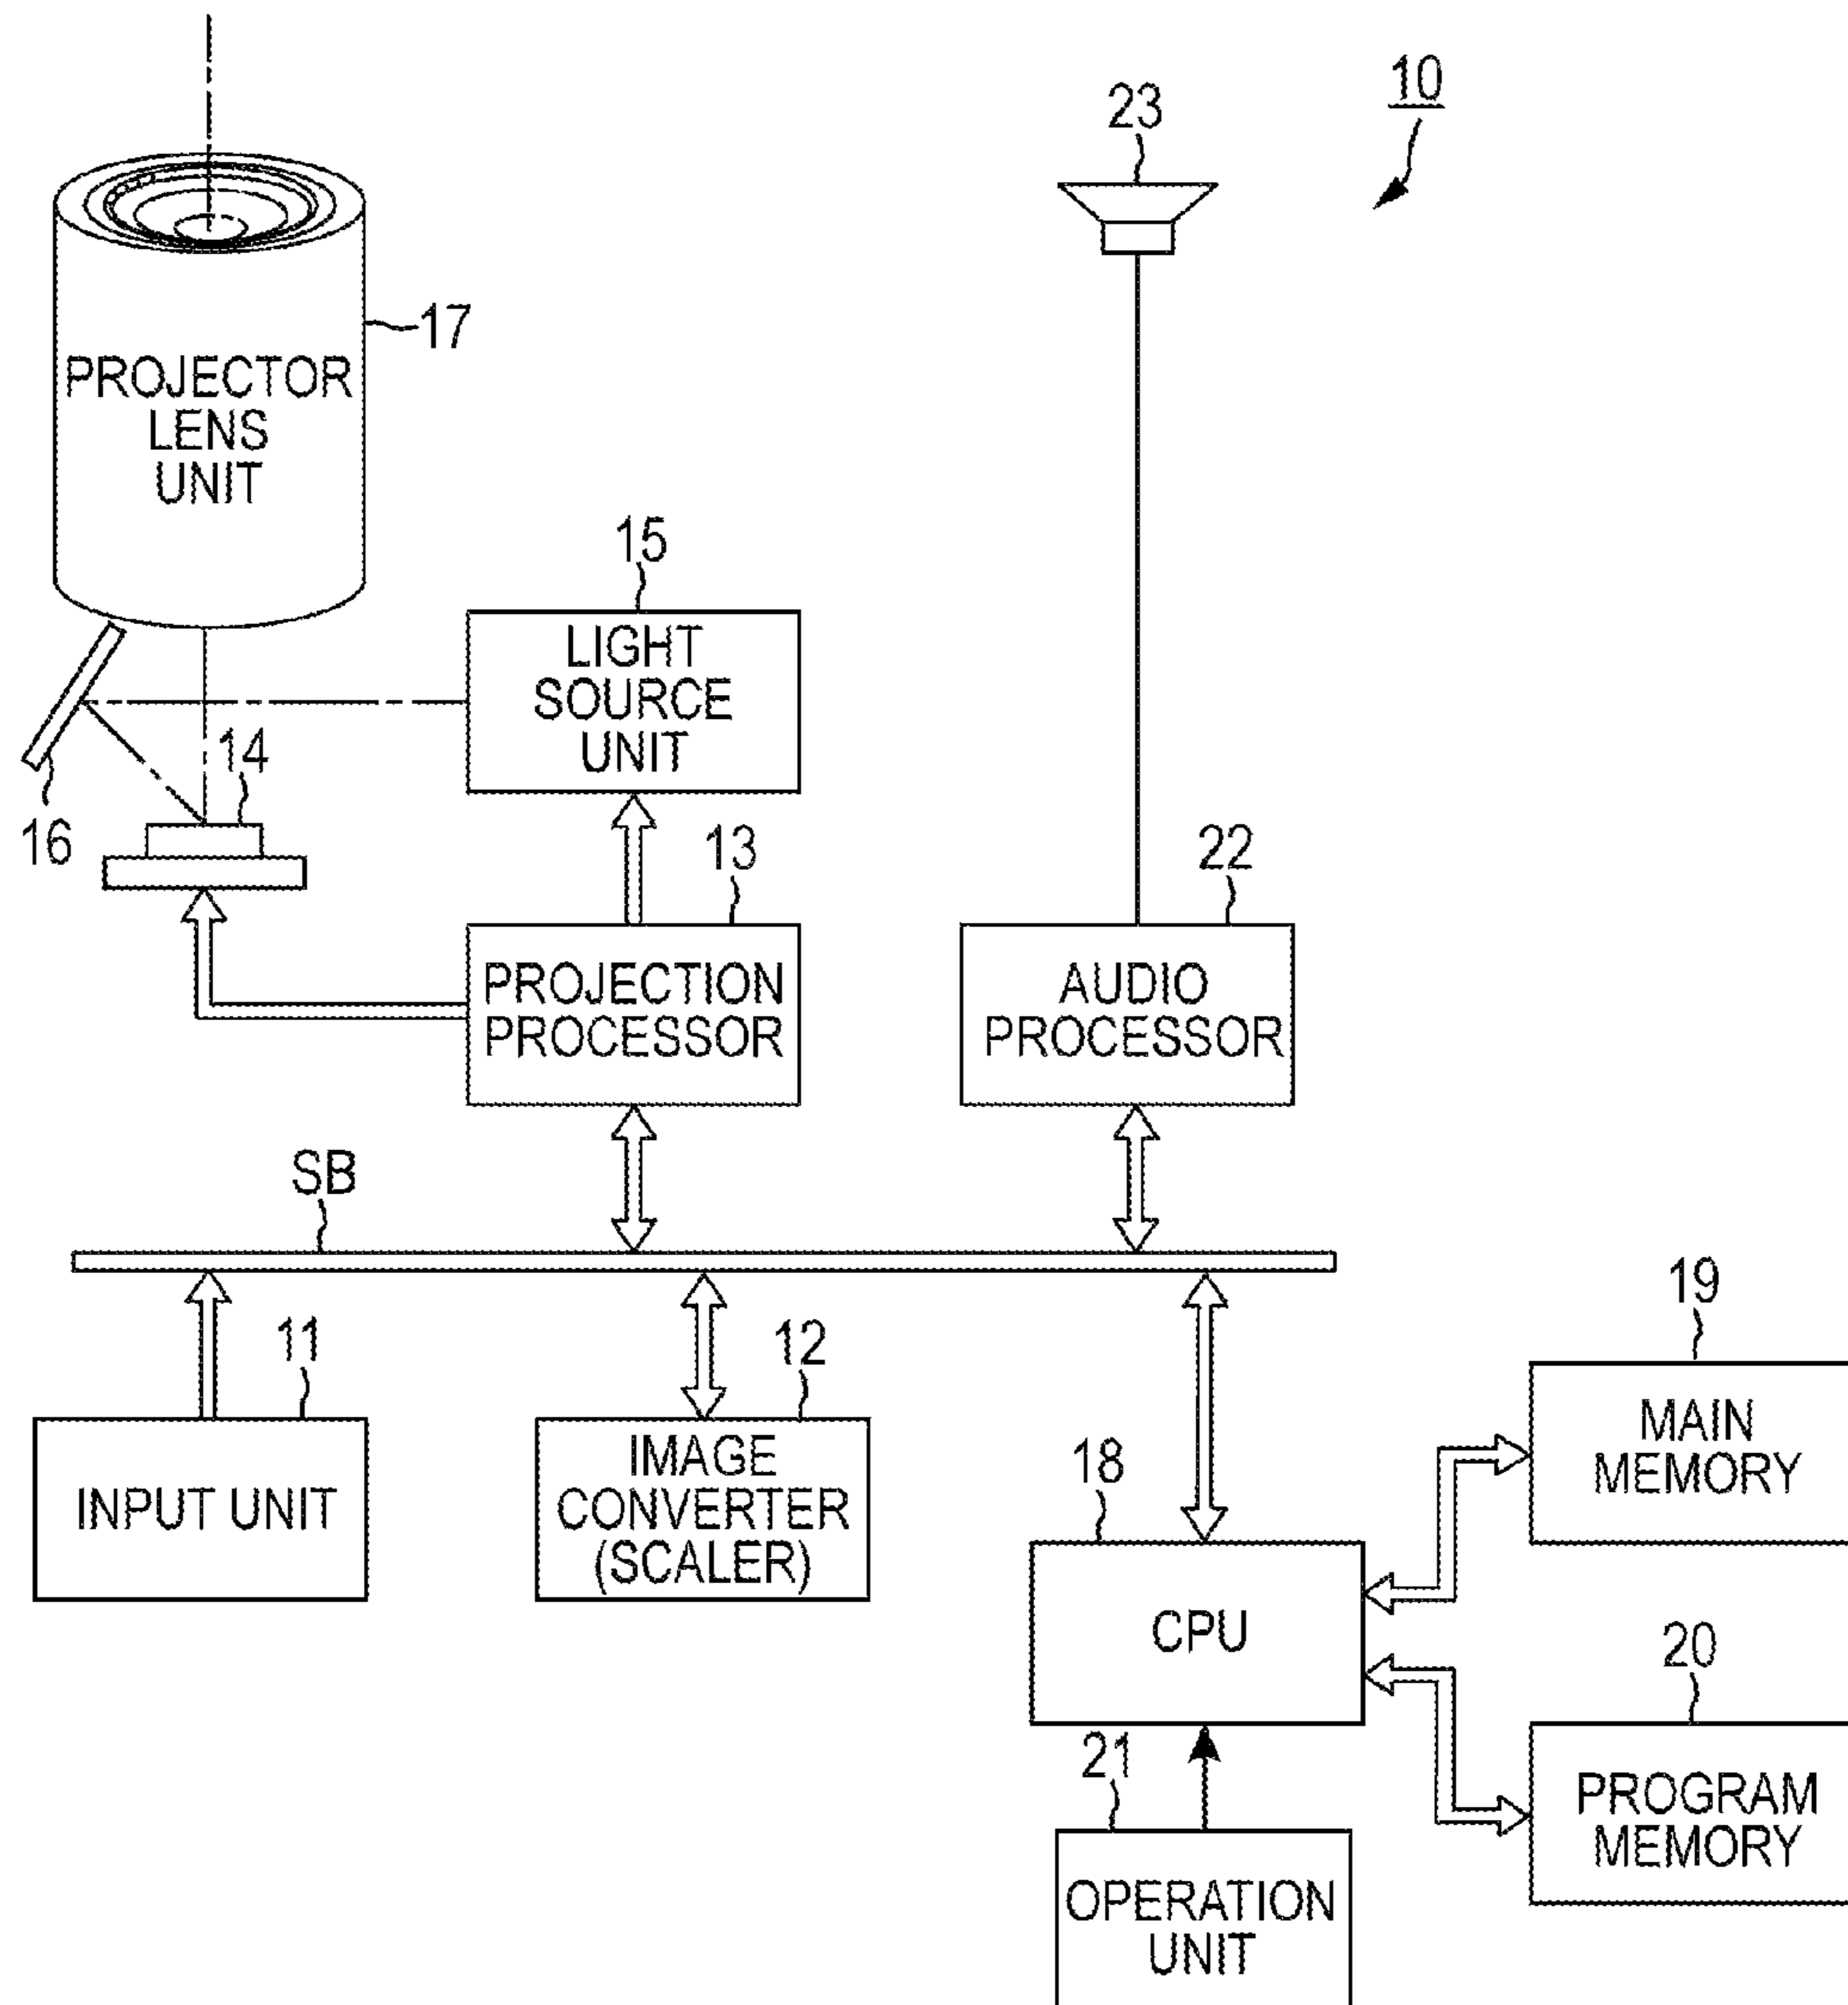 10
23
17
PROJECTOR
LENS
UNIT
15
LIGHT
SOURCE
UNIT
14
16
13
22
PROJECTION
PROCESSOR
AUDIO
PROCESSOR
SB
11
12
19
INPUT UNIT
IMAGE
CONVERTER
(SCALER)
MAIN
MEMORY
18
CPU
20
21
PROGRAM
MEMORY
OPERATION
UNIT